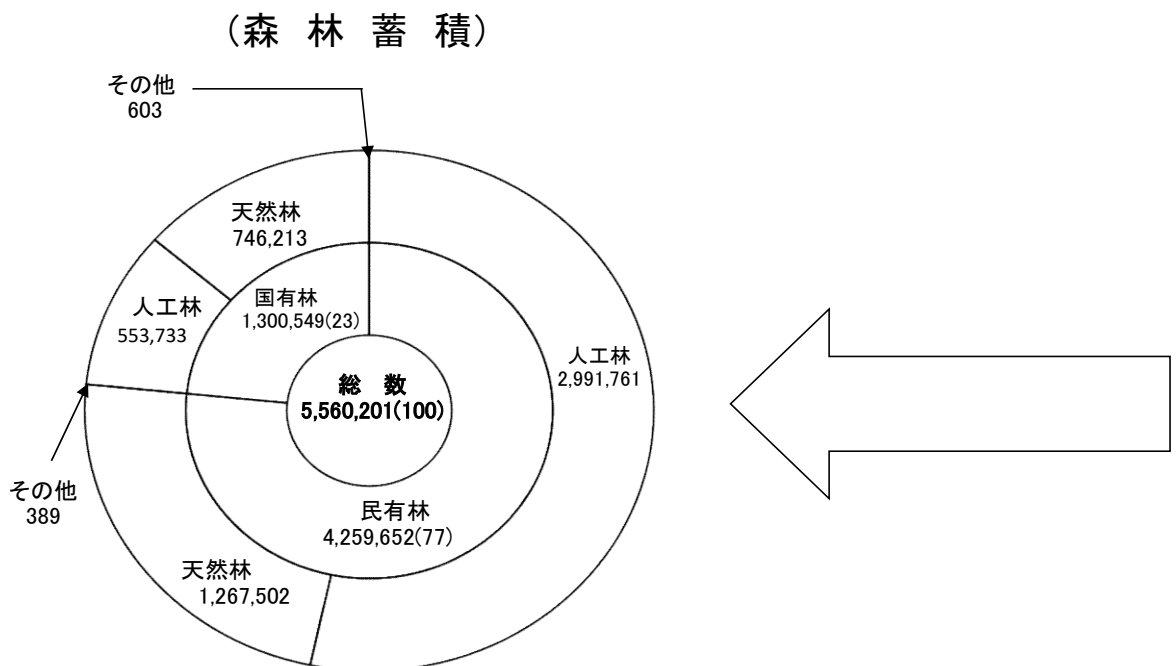 （森 林 蓄 積）
その他
603
天然林
746,213
国有林
1,300,549(23)
人工林
553,733
人工林
2,991,761
総 数
5,560,201(100)
その他
389
民有林
4,259,652(77)
天然林
1,267,502